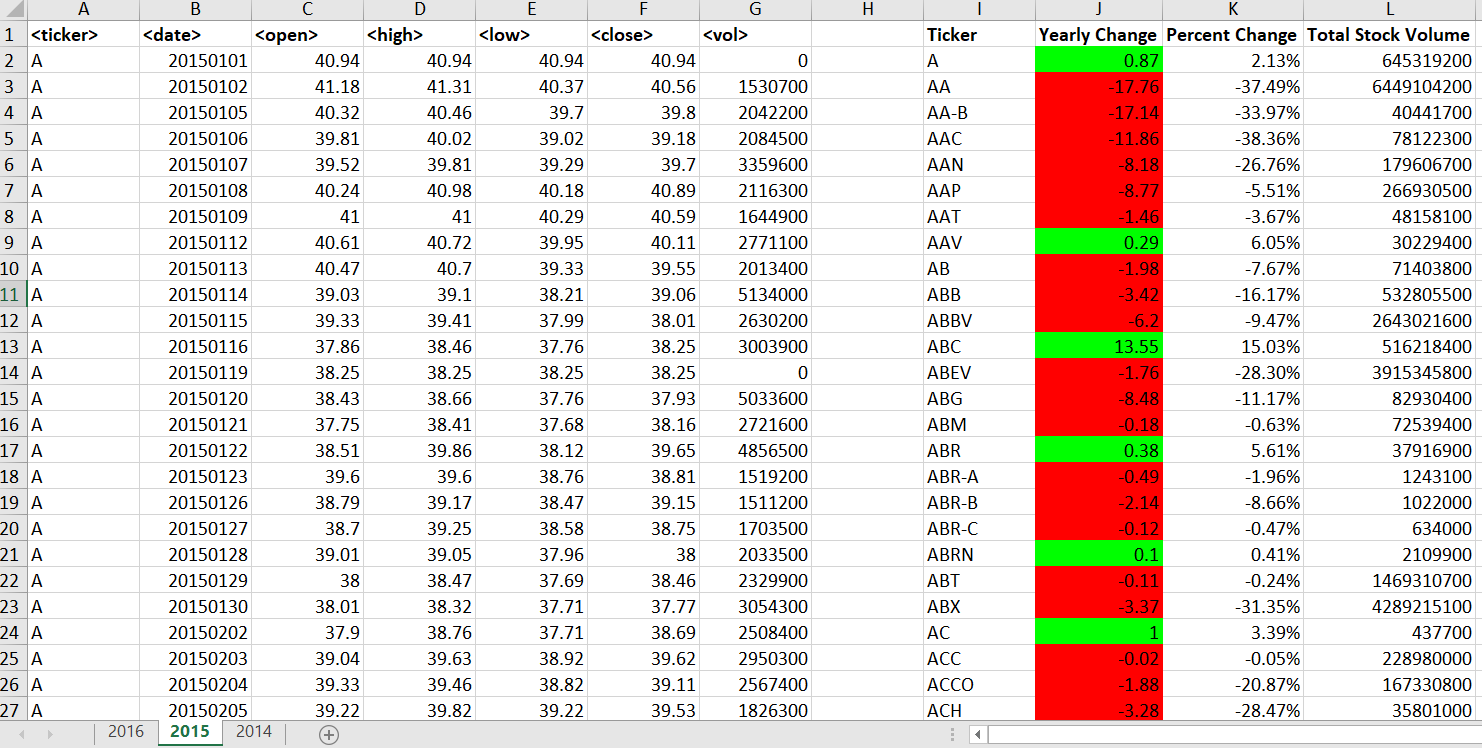 A B C D E F G H I J K L
1 <ticker> <date> <open> <high> <low> <close> <vol> Ticker Yearly Change Percent Change Total Stock Volume
2 A 20150101 40.94 40.94 40.94 40.94 0 A 0.87 2.13% 645319200
3 A 20150102 41.18 41.31 40.37 40.56 1530700 AA -17.76 -37.49% 6449104200
4 A 20150105 40.32 40.46 39.7 39.8 2042200 AA-B -17.14 -33.97% 40441700
5 A 20150106 39.81 40.02 39.02 39.18 2084500 AAC -11.86 -38.36% 78122300
6 A 20150107 39.52 39.81 39.29 39.7 3359600 AAN -8.18 -26.76% 179606700
7 A 20150108 40.24 40.98 40.18 40.89 2116300 AAP -8.77 -5.51% 266930500
8 A 20150109 41 41 40.29 40.59 1644900 AAT -1.46 -3.67% 48158100
9 A 20150112 40.61 40.72 39.95 40.11 2771100 AAV 0.29 6.05% 30229400
10 A 20150113 40.47 40.7 39.33 39.55 2013400 AB -1.98 -7.67% 71403800
11 A 20150114 39.03 39.1 38.21 39.06 5134000 ABB -3.42 -16.17% 532805500
12 A 20150115 39.33 39.41 37.99 38.01 2630200 ABBV -6.2 -9.47% 2643021600
13 A 20150116 37.86 38.46 37.76 38.25 3003900 ABC 13.55 15.03% 516218400
14 A 20150119 38.25 38.25 38.25 38.25 0 ABEV -1.76 -28.30% 3915345800
15 A 20150120 38.43 38.66 37.76 37.93 5033600 ABG -8.48 -11.17% 82930400
16 A 20150121 37.75 38.41 37.68 38.16 2721600 ABM -0.18 -0.63% 72539400
17 A 20150122 38.51 39.86 38.12 39.65 4856500 ABR 0.38 5.61% 37916900
18 A 20150123 39.6 39.6 38.76 38.81 1519200 ABR-A -0.49 -1.96% 1243100
19 A 20150126 38.79 39.17 38.47 39.15 1511200 ABR-B -2.14 -8.66% 1022000
20 A 20150127 38.7 39.25 38.58 38.75 1703500 ABR-C -0.12 -0.47% 634000
21 A 20150128 39.01 39.05 37.96 38 2033500 ABRN 0.1 0.41% 2109900
22 A 20150129 38 38.47 37.69 38.46 2329900 ABT -0.11 -0.24% 1469310700
23 A 20150130 38.01 38.32 37.71 37.77 3054300 ABX -3.37 -31.35% 4289215100
24 A 20150202 37.9 38.76 37.71 38.69 2508400 AC 1 3.39% 437700
25 A 20150203 39.04 39.63 38.92 39.62 2950300 ACC -0.02 -0.05% 228980000
26 A 20150204 39.33 39.46 38.82 39.11 2567400 ACCO -1.88 -20.87% 167330800
27 A 20150205 39.22 39.82 39.22 39.53 1826300 ACH -3.28 -28.47% 35801000
2016 2015 2014